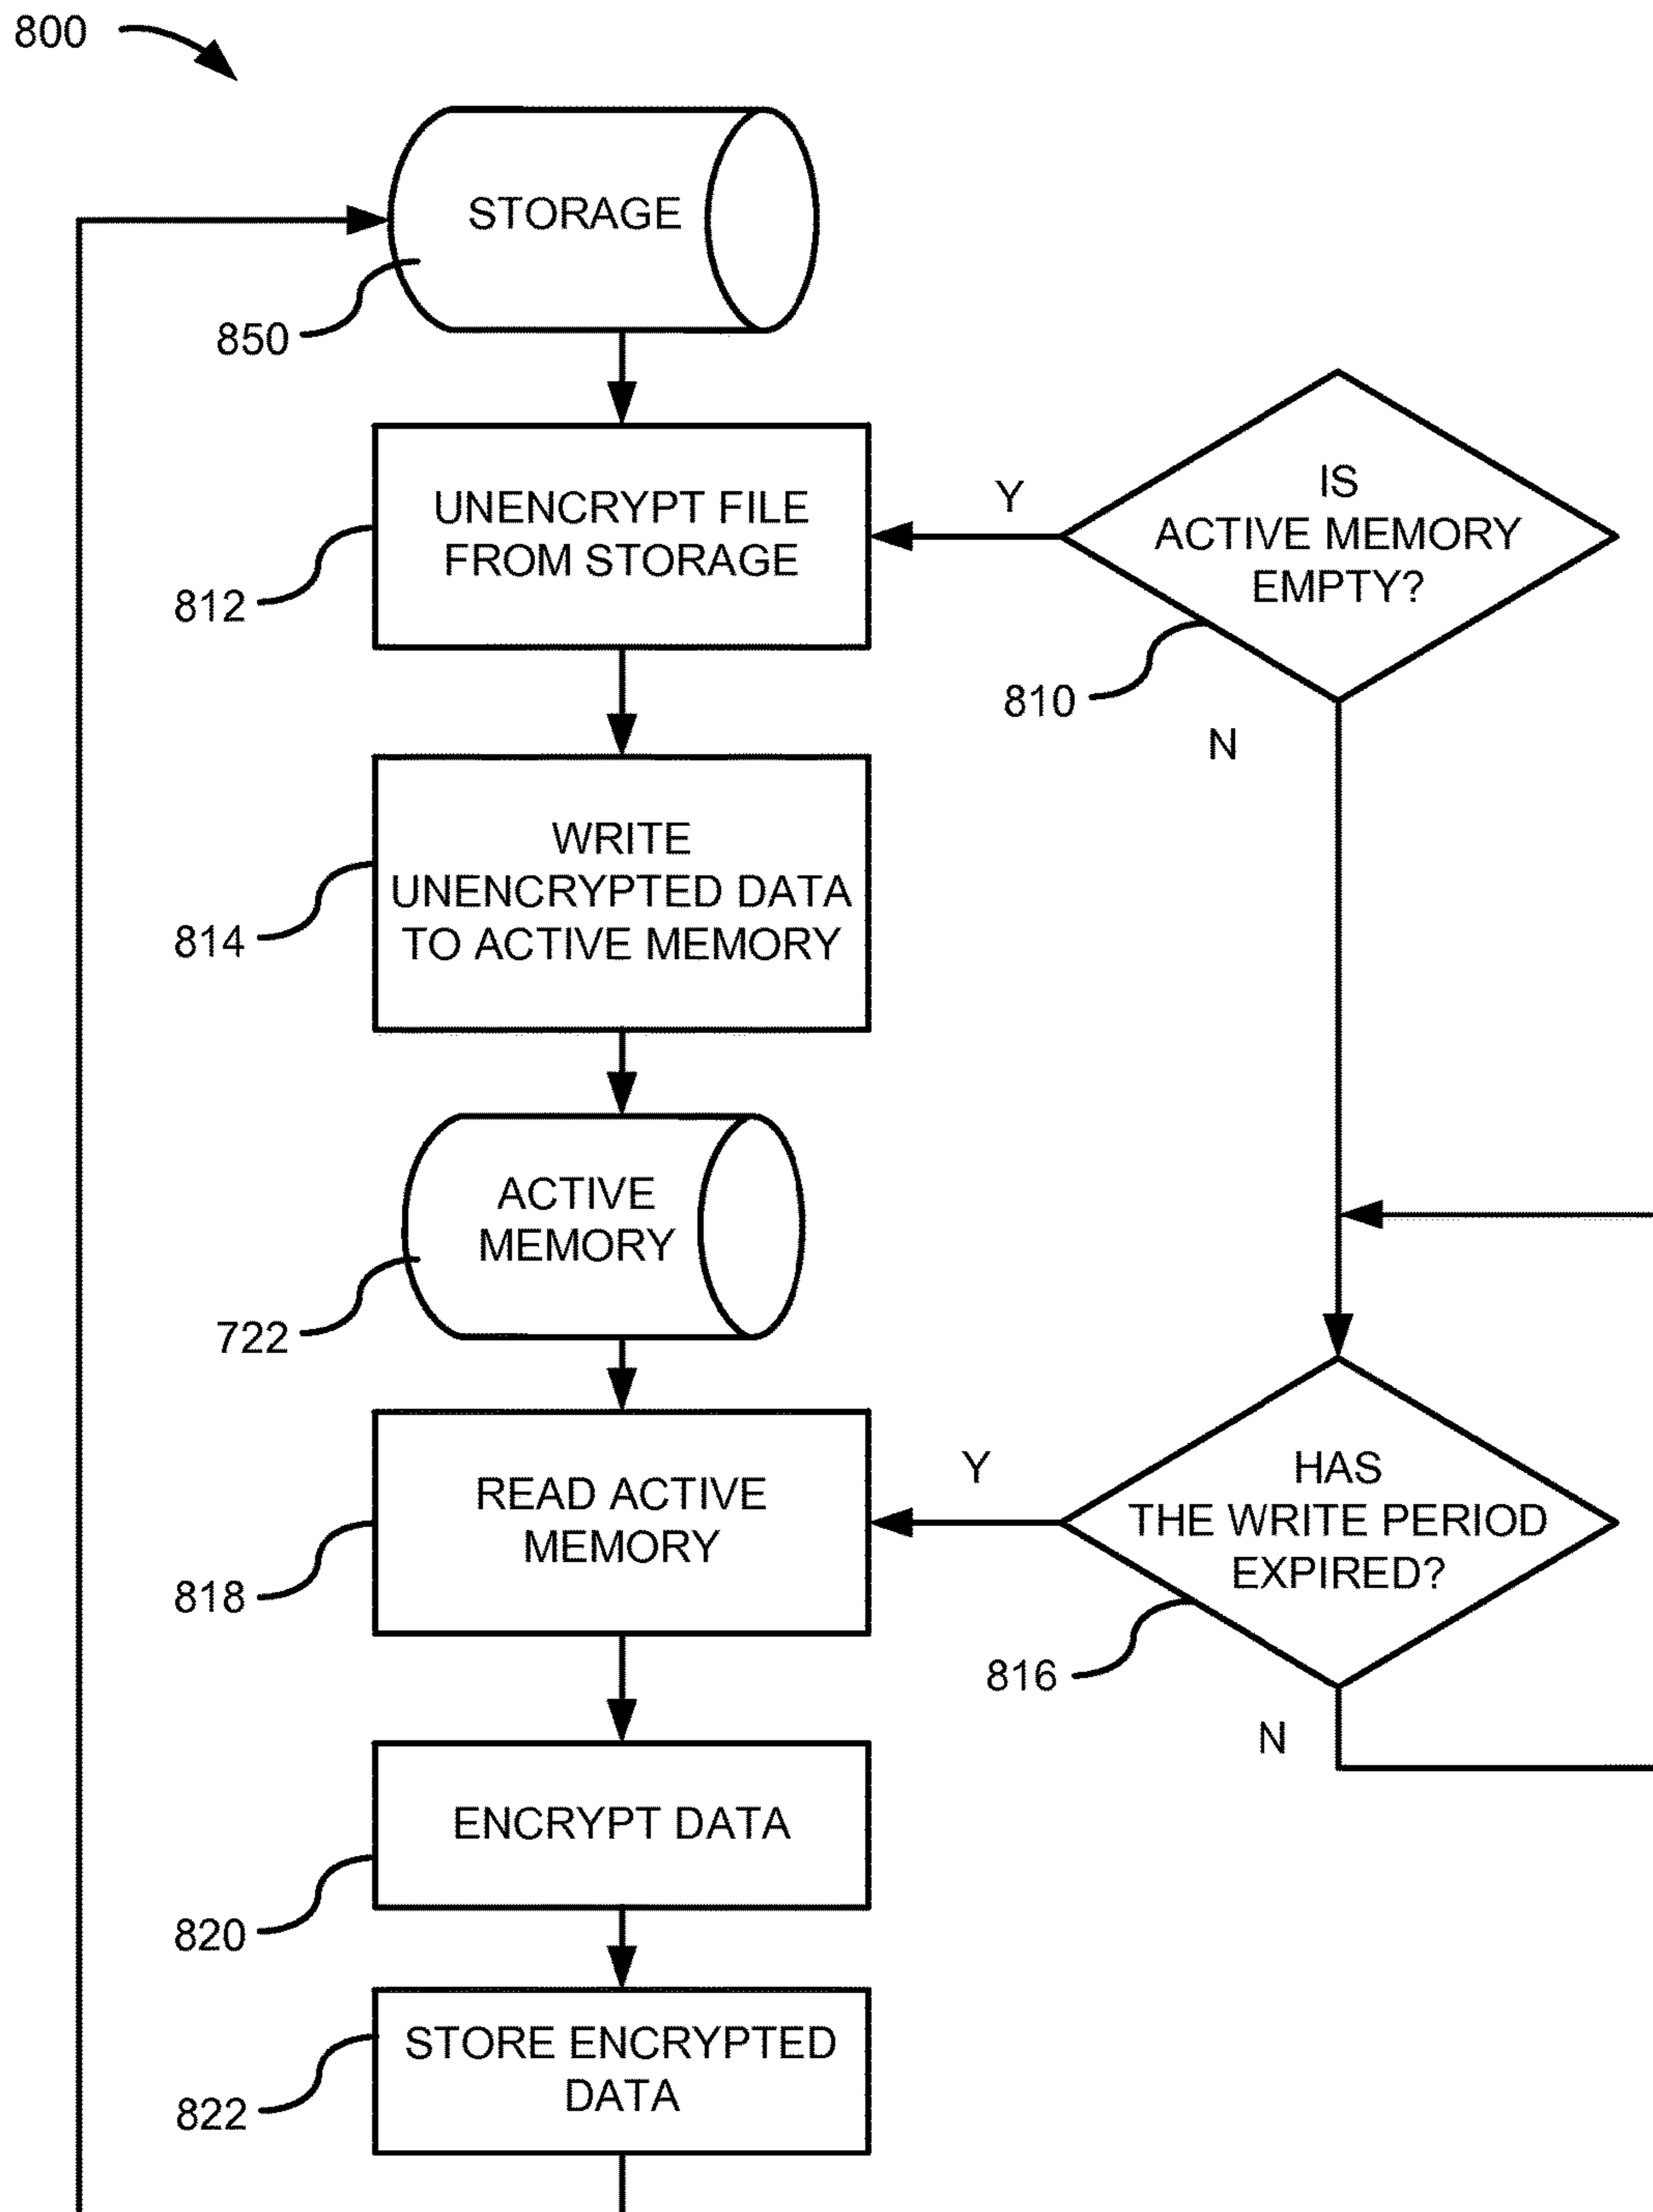 800
STORAGE
850
UNENCRYPT FILE
FROM STORAGE
812
Y
IS
ACTIVE MEMORY
EMPTY?
810
N
WRITE
UNENCRYPTED DATA
TO ACTIVE MEMORY
814
ACTIVE
MEMORY
722
READ ACTIVE
MEMORY
818
Y
HAS
THE WRITE PERIOD
EXPIRED?
816
N
ENCRYPT DATA
820
STORE ENCRYPTED
DATA
822